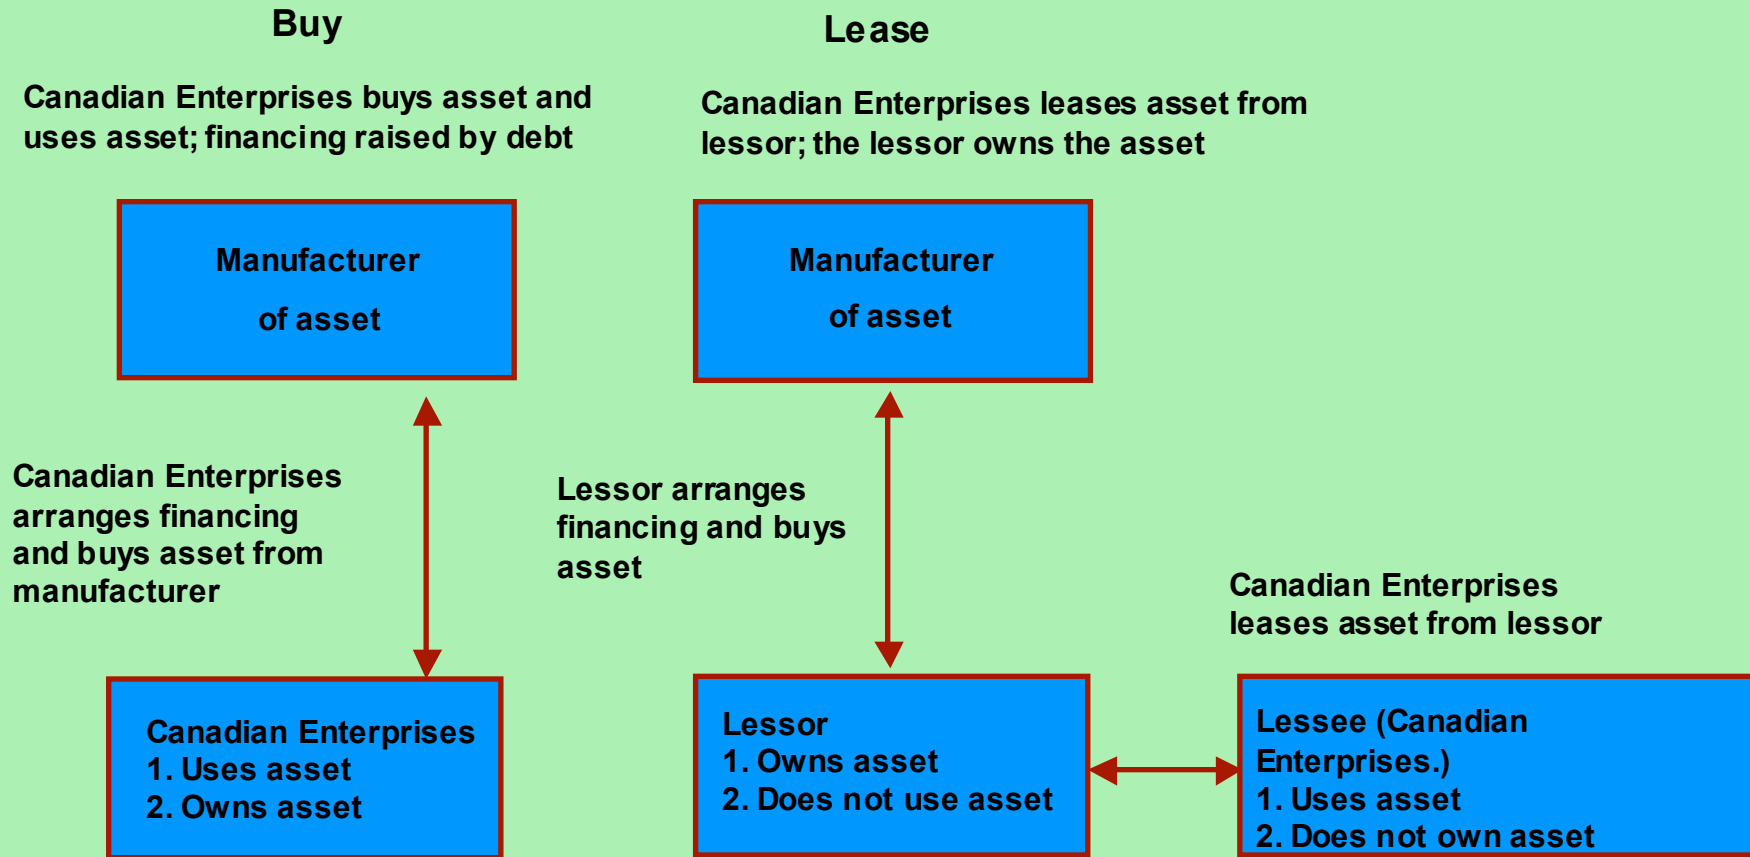 Buy
Canadian Enterprises buys asset and
uses asset; financing raised by debt
Manufacturer
of asset
Canadian Enterprises
arranges financing
and buys asset from
manufacturer
Canadian Enterprises
1. Uses asset
2. Owns asset
Lease
Canadian Enterprises leases asset from
lessor; the lessor owns the asset
Manufacturer
of asset
Lessor arranges
financing and buys
asset
Lessor
1. Owns asset
2. Does not use asset
Canadian Enterprises
leases asset from lessor
Lessee (Canadian
Enterprises.)
1. Uses asset
2. Does not own asset